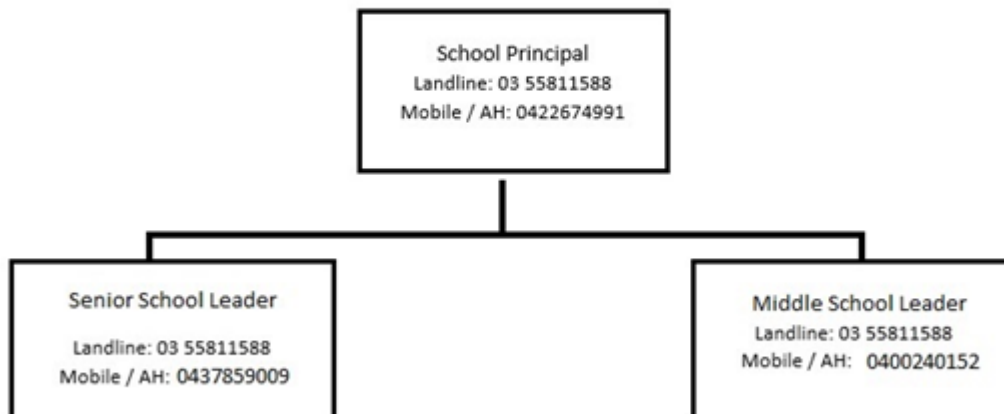 School Principal
Landline: 03 55811588
Mobile / AH: 0422674991
Senior School Leader
Landline: 03 55811588
Mobile / AH: 0437859009
Middle School Leader
Landline: 03 55811588
Mobile / AH: 0400240152